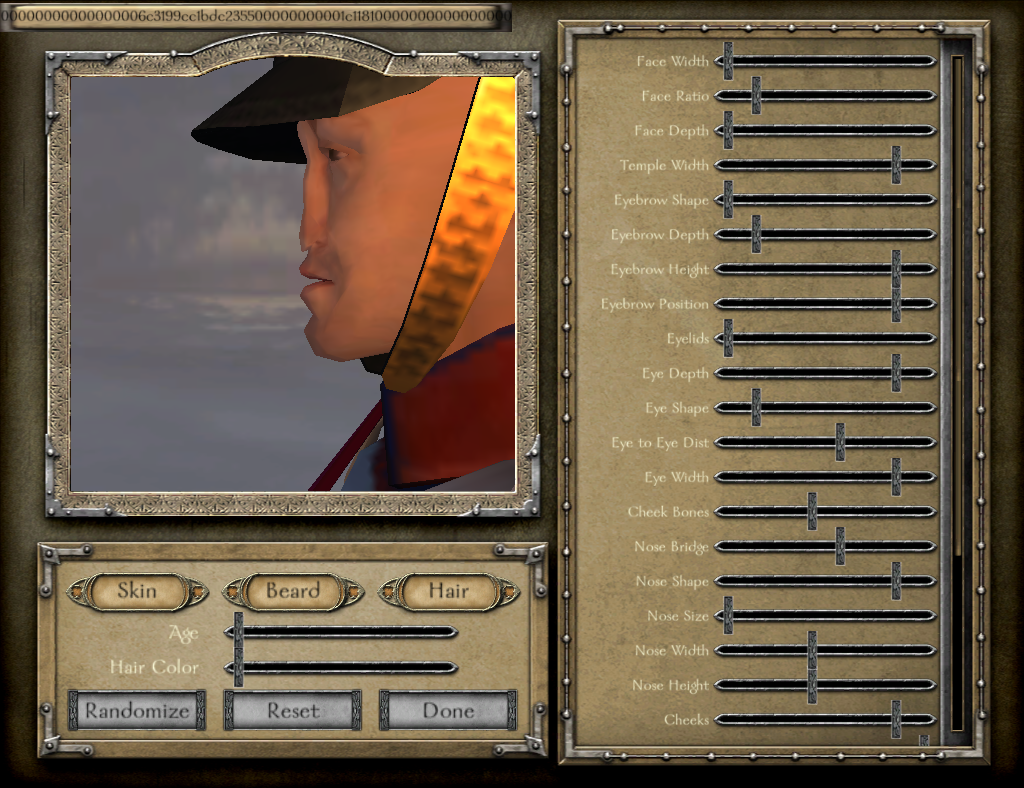 Face Width
Face Ratio
Face Depth
Temple Width
Eyebrow Shape
Eyebrow Depth
Eyebrow Height
Eyebrow Position
Eyelids
Eye Depth
Eye Shape
Eye to Eye Dist
Eye Width
Cheek Bones
Nose Bridge
Nose Shape
Nose Size
Nose Width
Nose Height
Cheeks
Skin
Beard
Hair
Age
Hair Color
Randomize
Reset
Done